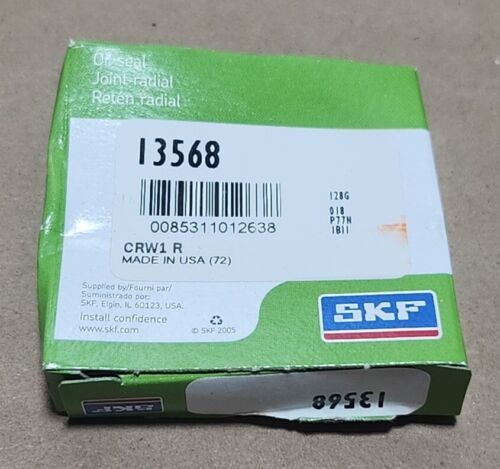 Oil seal
Joint-radial
Retén radial
13568
0085311012638
128G
018
P77N
1B11
CRW1 R
MADE IN USA (72)
Supplied by/Fourni par/
Suministrado por:
SKF, Elgin, IL 60123, USA.
Install confidence
www.skf.com
© SKF 2005
SKF
SKF
13568